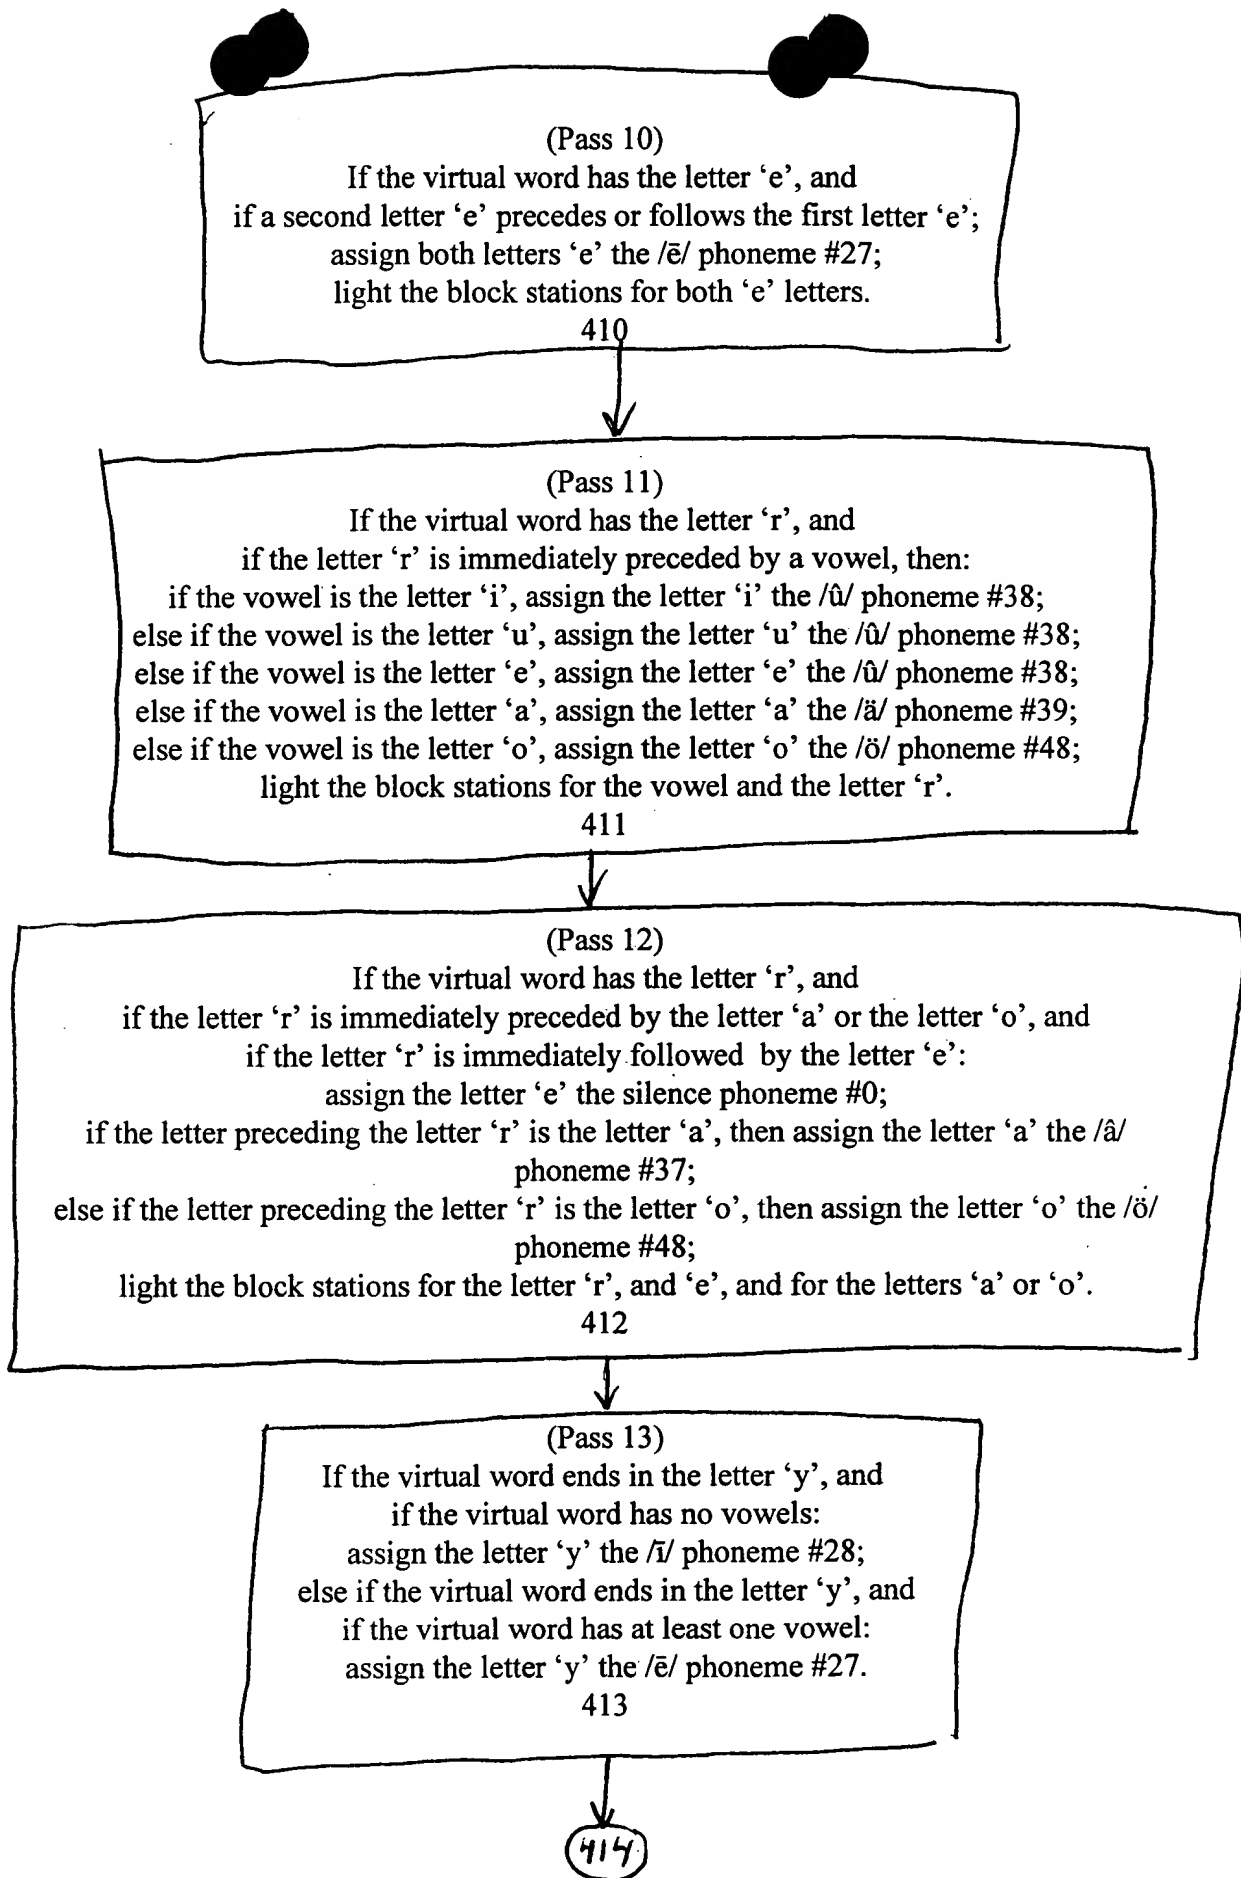 (Pass 10)
If the virtual word has the letter ‘e’, and
if a second letter ‘e’ precedes or follows the first letter ‘e’;
assign both letters ‘e’ the /ē/ phoneme #27;
light the block stations for both ‘e’ letters.
410
(Pass 11)
If the virtual word has the letter ‘r’, and
if the letter ‘r’ is immediately preceded by a vowel, then:
if the vowel is the letter ‘i’, assign the letter ‘i’ the /û/ phoneme #38;
else if the vowel is the letter ‘u’, assign the letter ‘u’ the /û/ phoneme #38;
else if the vowel is the letter ‘e’, assign the letter ‘e’ the /û/ phoneme #38;
else if the vowel is the letter ‘a’, assign the letter ‘a’ the /ä/ phoneme #39;
else if the vowel is the letter ‘o’, assign the letter ‘o’ the /ö/ phoneme #48;
light the block stations for the vowel and the letter ‘r’.
411
(Pass 12)
If the virtual word has the letter ‘r’, and
if the letter ‘r’ is immediately preceded by the letter ‘a’ or the letter ‘o’, and
if the letter ‘r’ is immediately followed by the letter ‘e’:
assign the letter ‘e’ the silence phoneme #0;
if the letter preceding the letter ‘r’ is the letter ‘a’, then assign the letter ‘a’ the /â/
phoneme #37;
else if the letter preceding the letter ‘r’ is the letter ‘o’, then assign the letter ‘o’ the /ö/
phoneme #48;
light the block stations for the letter ‘r’, and ‘e’, and for the letters ‘a’ or ‘o’.
412
(Pass 13)
If the virtual word ends in the letter ‘y’, and
if the virtual word has no vowels:
assign the letter ‘y’ the /ī/ phoneme #28;
else if the virtual word ends in the letter ‘y’, and
if the virtual word has at least one vowel:
assign the letter ‘y’ the /ē/ phoneme #27.
413
414